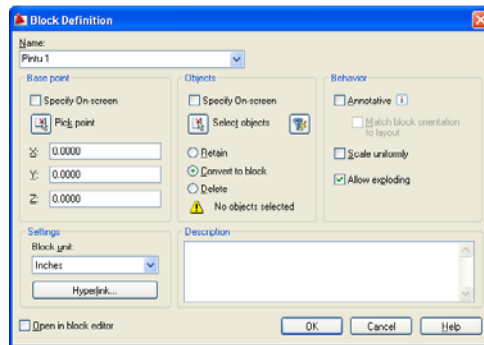 Block Definition
Name:
Pintu 1
Base point
Specify On-screen
Pick point
X: 0.0000
Y: 0.0000
Z: 0.0000
Objects
Specify On-screen
Select objects
Retain
Convert to block
Delete
No objects selected
Behavior
Annotative
Match block orientation
to layout
Scale uniformly
Allow exploding
Settings
Block unit:
Inches
Hyperlink...
Description
Open in block editor
OK Cancel Help